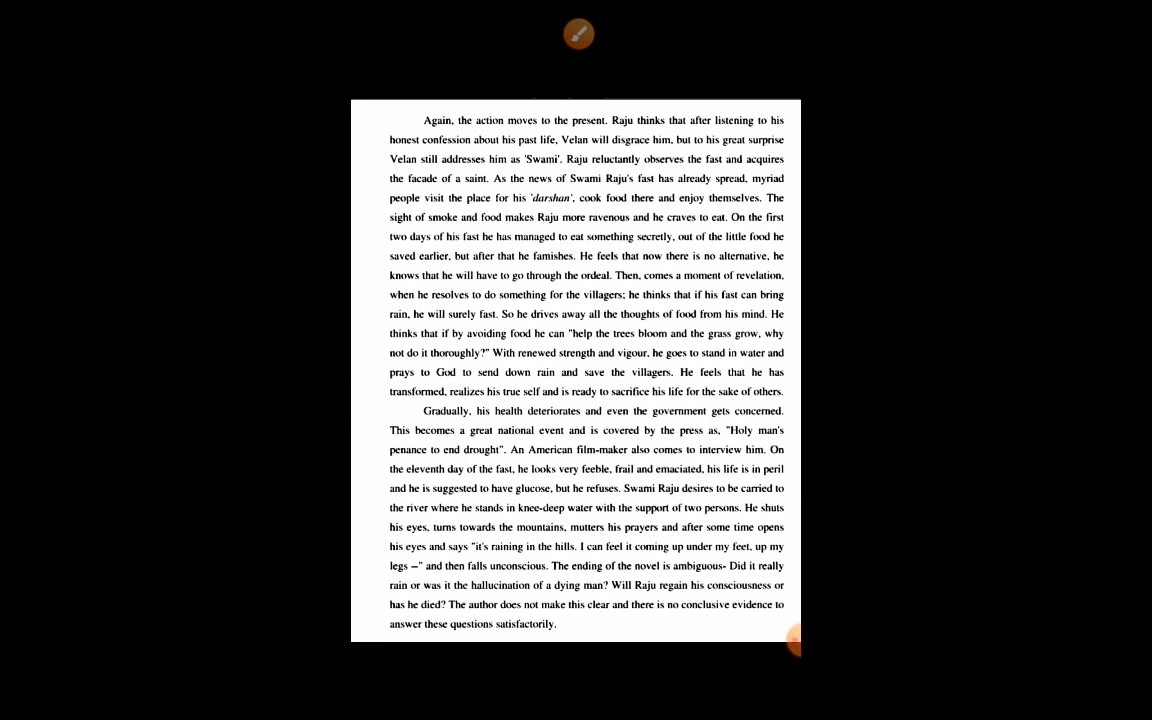 Again, the action moves to the present. Raju thinks that after listening to his
honest confession about his past life, Velan will disgrace him, but to his great surprise
Velan still addresses him as 'Swami'. Raju reluctantly observes the fast and acquires
the facade of a saint. As the news of Swami Raju's fast has already spread, myriad
people visit the place for his 'darshan', cook food there and enjoy themselves. The
sight of smoke and food makes Raju more ravenous and he craves to eat. On the first
two days of his fast he has managed to eat something secretly, out of the little food he
saved earlier, but after that he famishes. He feels that now there is no alternative, he
knows that he will have to go through the ordeal. Then, comes a moment of revelation,
when he resolves to do something for the villagers; he thinks that if his fast can bring
rain, he will surely fast. So he drives away all the thoughts of food from his mind. He
thinks that if by avoiding food he can "help the trees bloom and the grass grow, why
not do it thoroughly?" With renewed strength and vigour, he goes to stand in water and
prays to God to send down rain and save the villagers. He feels that he has
transformed, realizes his true self and is ready to sacrifice his life for the sake of others.
Gradually, his health deteriorates and even the government gets concerned.
This becomes a great national event and is covered by the press as, "Holy man's
penance to end drought". An American film-maker also comes to interview him. On
the eleventh day of the fast, he looks very feeble, frail and emaciated, his life is in peril
and he is suggested to have glucose, but he refuses. Swami Raju desires to be carried to
the river where he stands in knee-deep water with the support of two persons. He shuts
his eyes, turns towards the mountains, mutters his prayers and after some time opens
his eyes and says "it's raining in the hills. I can feel it coming up under my feet, up my
legs –" and then falls unconscious. The ending of the novel is ambiguous- Did it really
rain or was it the hallucination of a dying man? Will Raju regain his consciousness or
has he died? The author does not make this clear and there is no conclusive evidence to
answer these questions satisfactorily.